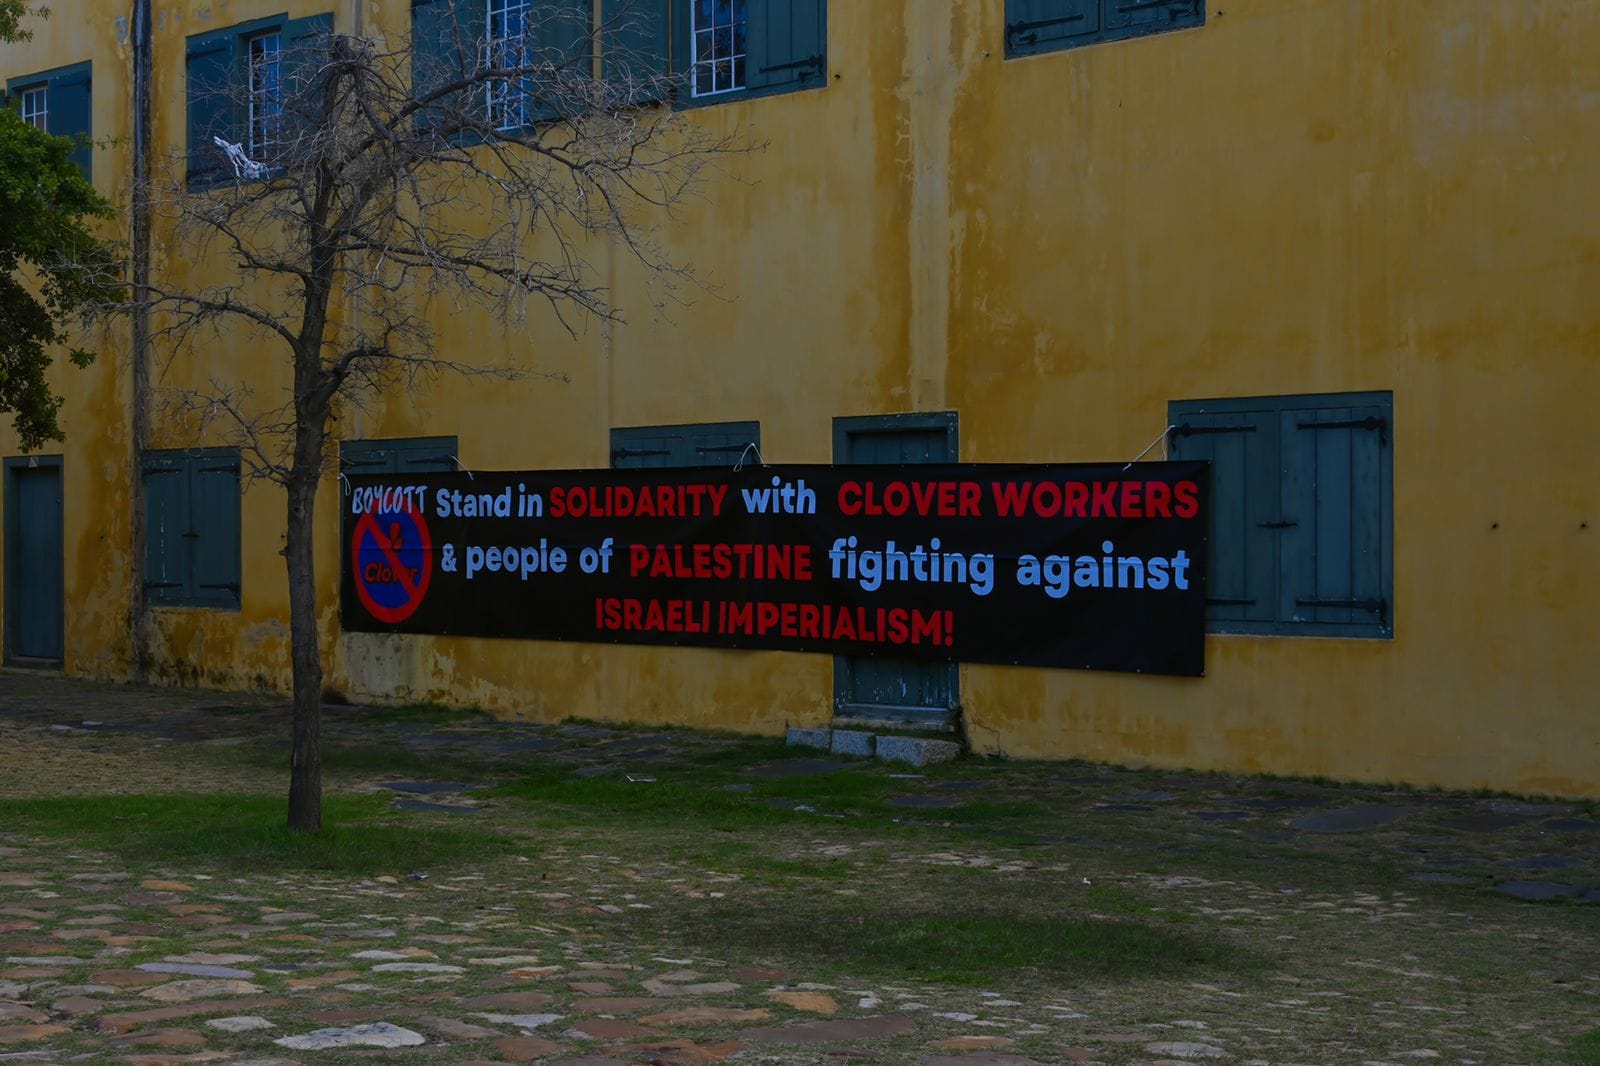 BOYCOTT
Clover
Stand in SOLIDARITY with CLOVER WORKERS
& people of PALESTINE fighting against
ISRAELI IMPERIALISM!